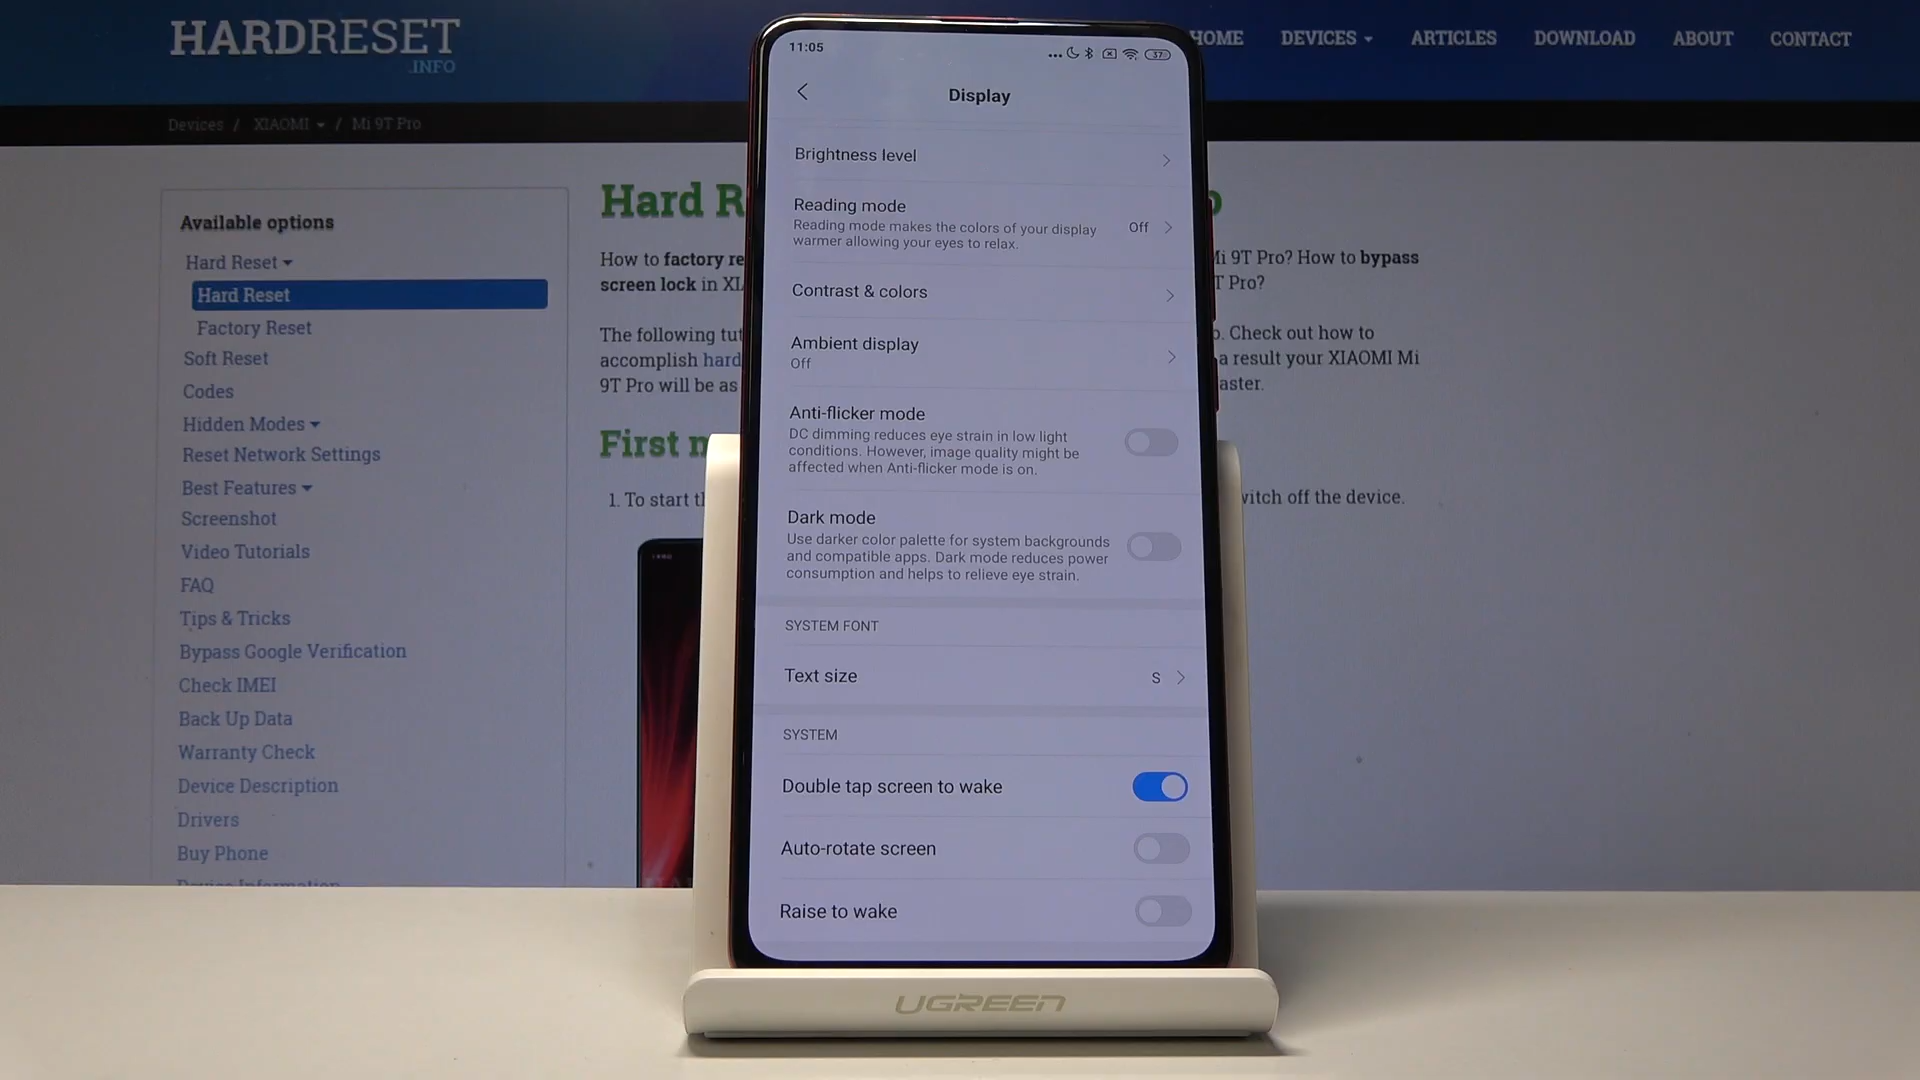 HARDRESET
.INFO
HOME DEVICES ARTICLES DOWNLOAD ABOUT CONTACT
Devices / XIAOMI / Mi 9T Pro
Available options
Hard Reset
Hard Reset
Factory Reset
Soft Reset
Codes
Hidden Modes
Reset Network Settings
Best Features
Screenshot
Video Tutorials
FAQ
Tips & Tricks
Bypass Google Verification
Check IMEI
Back Up Data
Warranty Check
Device Description
Drivers
Buy Phone
Device Information
Hard R
How to factory re
screen lock in XI
The following tut
accomplish hard
9T Pro will be as
First
1. To start
11:05
37
Display
Brightness level
Reading mode
Reading mode makes the colors of your display
warmer allowing your eyes to relax.
Off
Contrast & colors
Ambient display
Off
Anti-flicker mode
DC dimming reduces eye strain in low light
conditions. However, image quality might be
affected when Anti-flicker mode is on.
Dark mode
Use darker color palette for system backgrounds
and compatible apps. Dark mode reduces power
consumption and helps to relieve eye strain.
SYSTEM FONT
Text size S
SYSTEM
Double tap screen to wake
Auto-rotate screen
Raise to wake
o
Mi 9T Pro? How to bypass
T Pro?
o. Check out how to
a result your XIAOMI Mi
aster.
witch off the device.
UGREEN